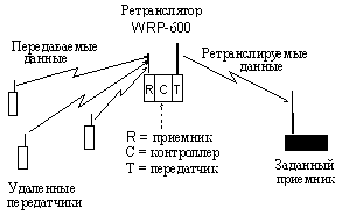 Ретранслятор
WRP-600
Передаваемые
данные
Ретранслируемые
данные
R C T
R = приемник
C = контроллер
T = передатчик
Удаленные
передатчики
Заданный
приемник